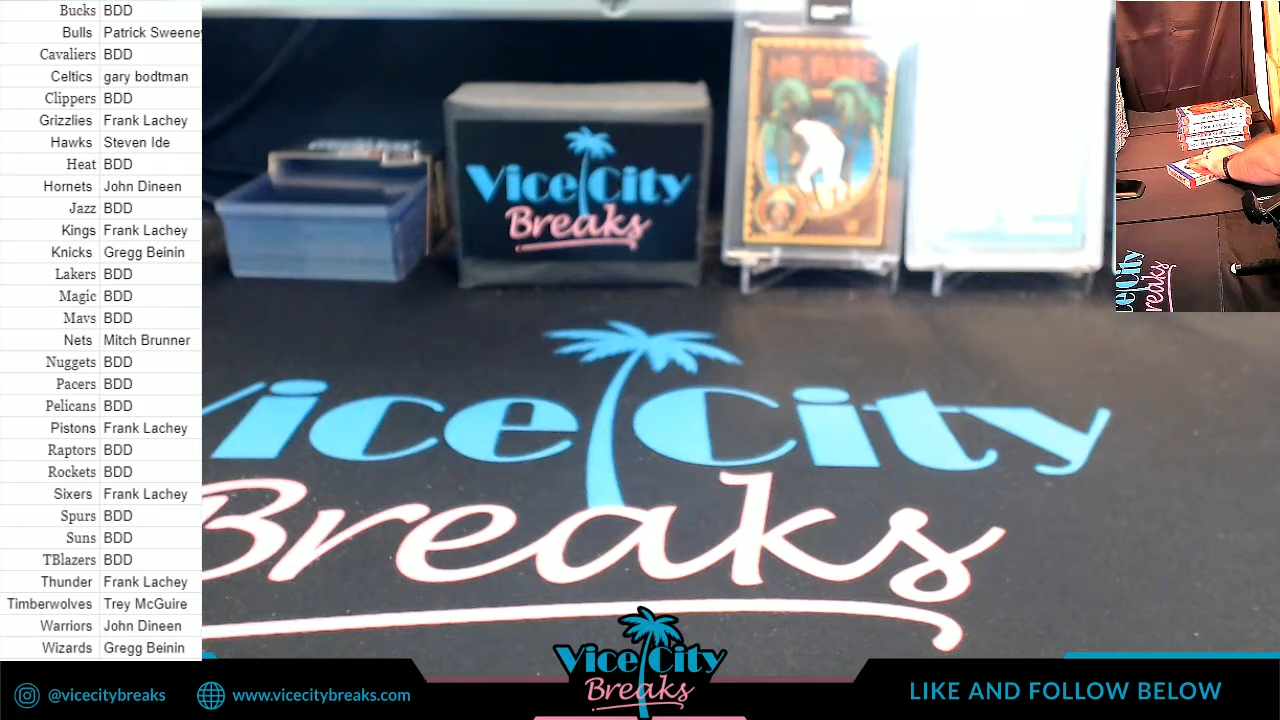 Bucks BDD
Bulls Patrick Sweene
Cavaliers BDD
Celtics gary bodtman
Clippers BDD
Grizzlies Frank Lachey
Hawks Steven Ide
Heat BDD
Hornets John Dineen
Jazz BDD
Kings Frank Lachey
Knicks Gregg Beinin
Lakers BDD
Magic BDD
Mavs BDD
Nets Mitch Brunner
Nuggets BDD
Pacers BDD
Pelicans BDD
Pistons Frank Lachey
Raptors BDD
Rockets BDD
Sixers Frank Lachey
Spurs BDD
Suns BDD
TBlazers BDD
Thunder Frank Lachey
Timberwolves Trey McGuire
Warriors John Dineen
Wizards Gregg Beinin
Vice City
Breaks
Vice City
Breaks
City
Breaks
Vice City
Breaks
@vicecitybreaks
www.vicecitybreaks.com
LIKE AND FOLLOW BELOW